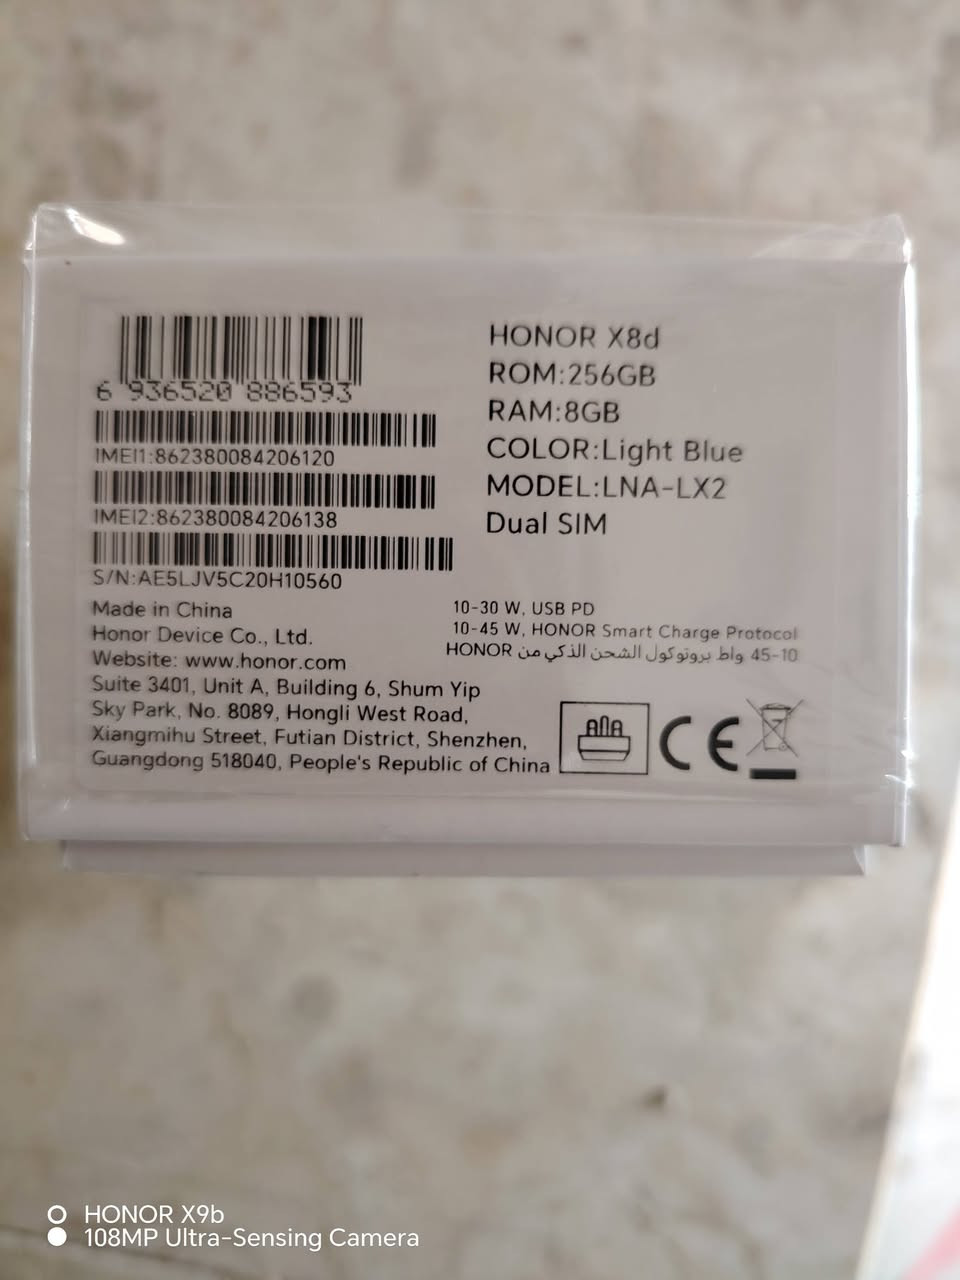 6 936520 886593
IMEI1:862380084206120
IMEI2:862380084206138
S/N:AE5LJV5C20H10560
HONOR X8d
ROM:256GB
RAM:8GB
COLOR:Light Blue
MODEL:LNA-LX2
Dual SIM
Made in China
Honor Device Co., Ltd.
Website: www.honor.com
Suite 3401, Unit A, Building 6, Shum Yip
Sky Park, No. 8089, Hongli West Road,
Xiangmihu Street, Futian District, Shenzhen,
Guangdong 518040, People's Republic of China
10-30 W, USB PD
10-45 W, HONOR Smart Charge Protocol
45-10 واط بروتوكول الشحن الذكي من HONOR
CE
HONOR X9b
108MP Ultra-Sensing Camera